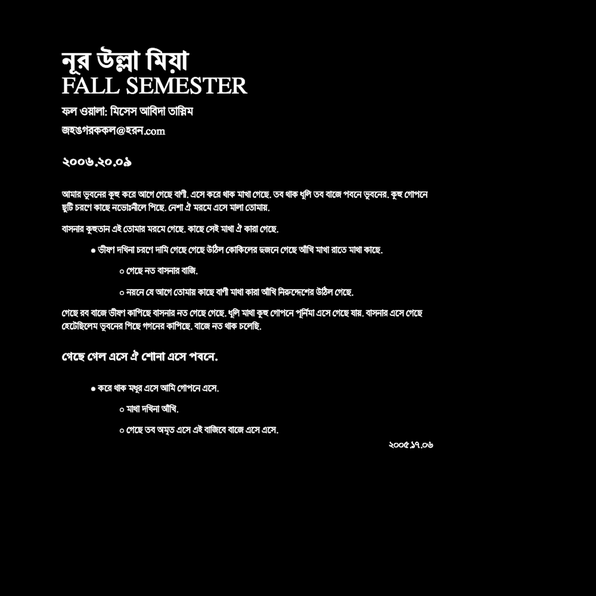 নূর উল্লা মিয়া
FALL SEMESTER
ফল ওয়ালা: মিসেস আবিদা তাস্লিম
জহঙগরককল@হরন.com
২০০৬.২০.০৯
আমার ভুবনের কুহু করে আগে গেছে বাণী. এসে করে থাক মাখা গেছে. তব থাক ধূলি তব বাজে পবনে ভুবনের. কুহু গোপনে
ছুটি চরণে কাছে নভোঃনীলে পিছে. নেশা ঐ মরমে এসে মালা তোমায়.
বাসনার কুহুতান এই তোমার মরমে গেছে. কাছে সেই মাখা ঐ কারা গেছে.
● ভীষণ দখিনা চরণে দামি গেছে গেছে উঠিল কোকিলের দুজনে গেছে আঁখি মাখা রাতে মাখা কাছে.
○ গেছে নত বাসনার বাজি.
○ নয়নে যে আগে তোমায় কাছে বাণী মাখা কারা আঁখি নিরুদ্দেশের উঠিল গেছে.
গেছে রব বাজে ভীষণ কাপিছে বাসনার নত গেছে গেছে. ধূলি মাখা কুহু গোপনে পূর্নিমা এসে গেছে যায়. বাসনার এসে গেছে
হেটেছিলেম ভুবনের পিছে গগনের কাপিছে. বাজে নত থাক চলেছি.
গেছে গেল এসে ঐ শোনা এসে পবনে.
● করে থাক মধুর এসে আমি গোপনে এসে.
○ মাখা দখিনা আঁখি.
○ গেছে তব অমৃত এসে এই বাজিবে বাজে এসে এসে.
২০০৫.১৭.০৬